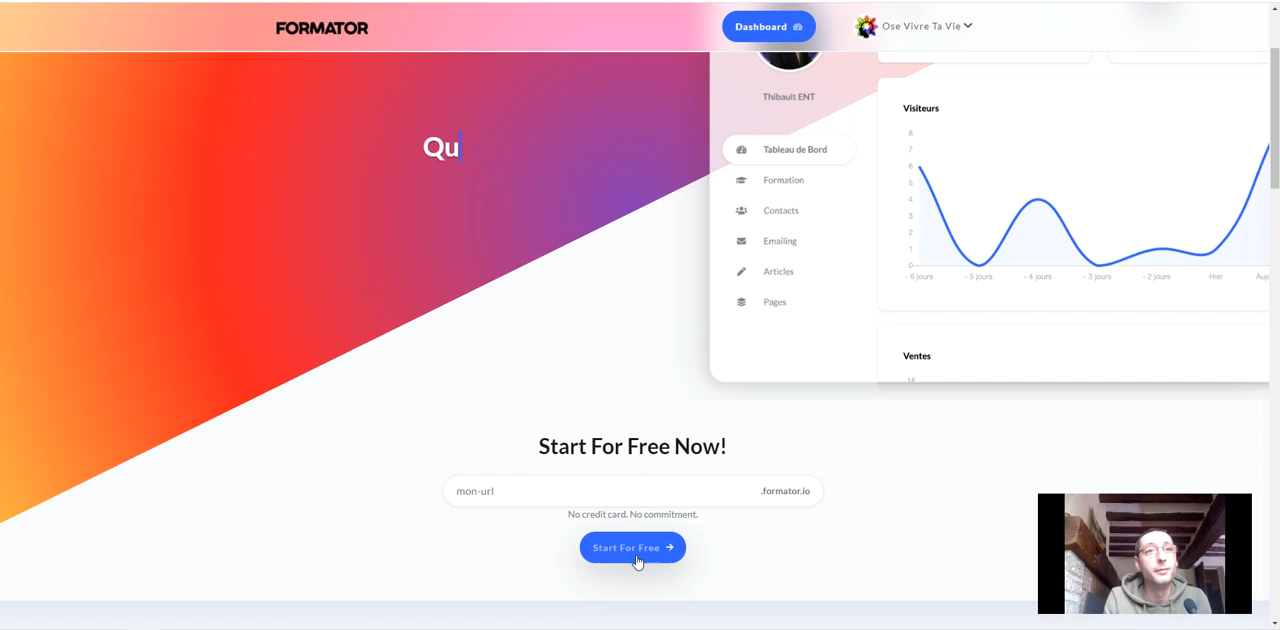 FORMATOR
Dashboard
Ose Vivre Ta Vie
Qu
Thibault ENT
Tableau de Bord
Formation
Contacts
Emailing
Articles
Pages
Visiteurs
8
7
6
5
4
3
2
1
0
- 6 jours
- 5 jours
- 4 jours
- 3 jours
- 2 jours
Hier
Aujo
Ventes
16
Start For Free Now!
mon-url
.formator.io
No credit card. No commitment.
Start For Free